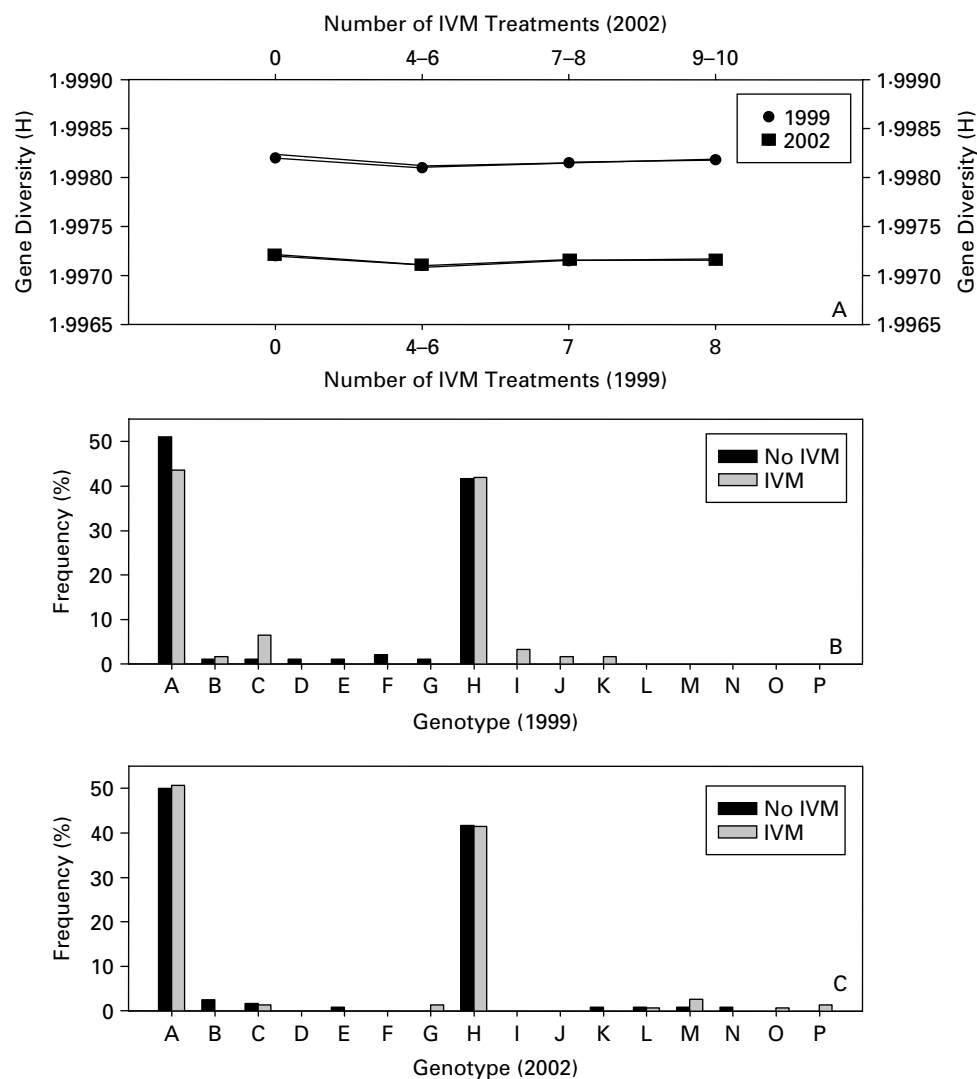 Number of IVM Treatments (2002)
0 4–6 7–8 9–10
Gene Diversity (H)
1·9990 1·9990
1·9985 1·9985
1·9980 1·9980
1·9975 1·9975
1·9970 1·9970
1·9965 1·9965
Gene Diversity (H)
1999
2002
A
0 4–6 7 8
Number of IVM Treatments (1999)
Frequency (%)
50
40
30
20
10
0
No IVM
IVM
B
A B C D E F G H I J K L M N O P
Genotype (1999)
Frequency (%)
50
40
30
20
10
0
No IVM
IVM
C
A B C D E F G H I J K L M N O P
Genotype (2002)